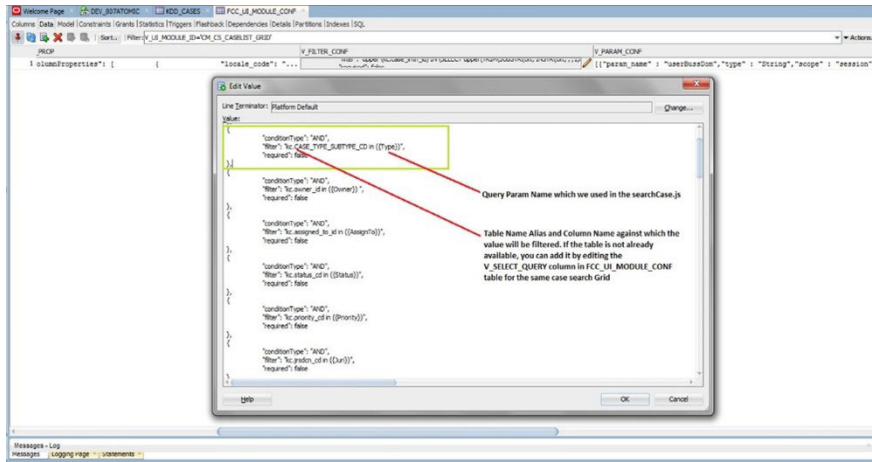 Welcome Page DEV_807ATOMIC KDD_CASES FCC_UI_MODULE_CONF
Columns Data Model Constraints Grants Statistics Triggers Flashback Dependencies Details Partitions Indexes SQL
Sort.. Filter: V_UI_MODULE_ID='CM_CS_CASELIST_GRID' Actions
_PROP V_FILTER_CONF V_PARAM_CONF
1 olumnProperties": [ { "locale_code": "... [{"param_name" : "userBussDom","type" : "String","scope" : "session"
Edit Value
Line Terminator: Platform Default Change...
Value:
{
"conditionType": "AND",
"filter": "kc.CASE_TYPE_SUBTYPE_CD in ({Type})",
"required": false
},
{
"conditionType": "AND",
"filter": "kc.owner_id in ({Owner}) ",
"required": false
},
{
"conditionType": "AND",
"filter": "kc.assigned_to_id in ({AssignTo})",
"required": false
},
{
"conditionType": "AND",
"filter": "kc.status_cd in ({Status})",
"required": false
},
{
"conditionType": "AND",
"filter": "kc.priority_cd in ({Priority})",
"required": false
},
{
"conditionType": "AND",
"filter": "kc.jrsdcn_cd in ({Juri})",
"required": false
}
Query Param Name which we used in the searchCase.js
Table Name Alias and Column Name against which the
value will be filtered. If the table is not already
available, you can add it by editing the
V_SELECT_QUERY column in FCC_UI_MODULE_CONF
table for the same case search Grid
Help OK Cancel
Messages - Log
Messages Logging Page Statements